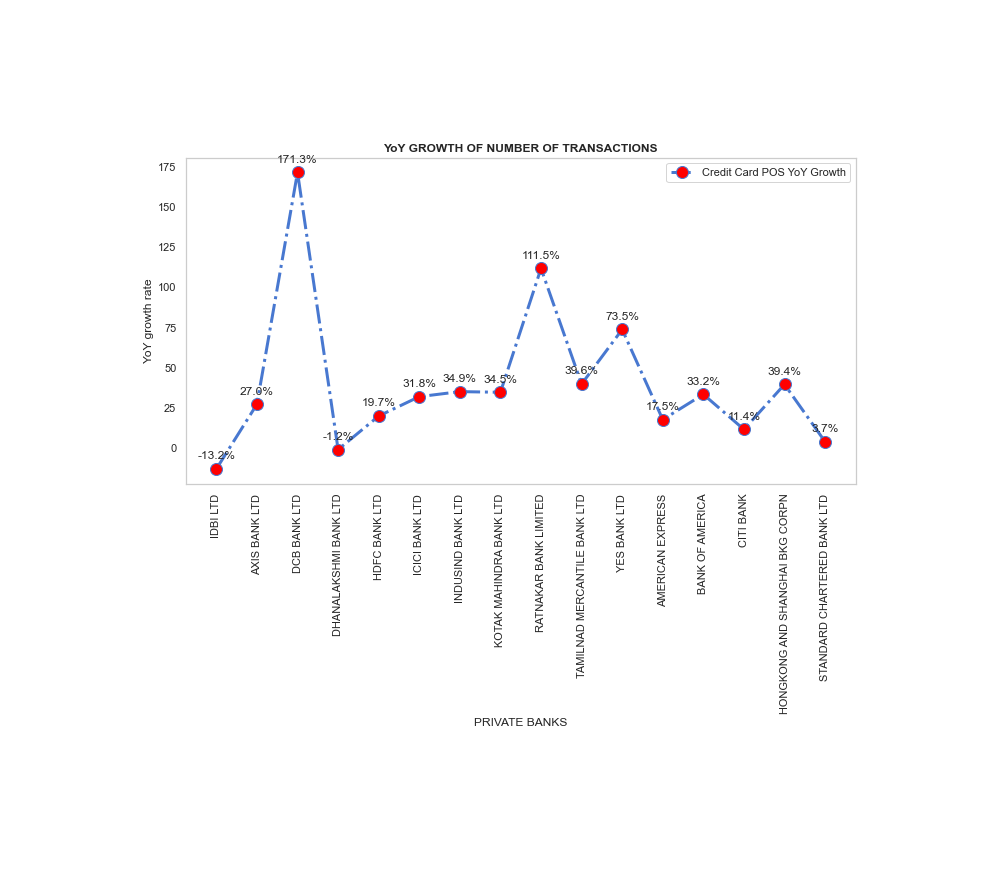 YoY GROWTH OF NUMBER OF TRANSACTIONS
Credit Card POS YoY Growth
YoY growth rate
175
150
125
100
75
50
25
0
-13.2%
27.0%
171.3%
-1.2%
19.7%
31.8%
34.9%
34.5%
111.5%
39.6%
73.5%
17.5%
33.2%
11.4%
39.4%
3.7%
IDBI LTD
AXIS BANK LTD
DCB BANK LTD
DHANALAKSHMI BANK LTD
HDFC BANK LTD
ICICI BANK LTD
INDUSIND BANK LTD
KOTAK MAHINDRA BANK LTD
RATNAKAR BANK LIMITED
TAMILNAD MERCANTILE BANK LTD
YES BANK LTD
AMERICAN EXPRESS
BANK OF AMERICA
CITI BANK
HONGKONG AND SHANGHAI BKG CORPN
STANDARD CHARTERED BANK LTD
PRIVATE BANKS